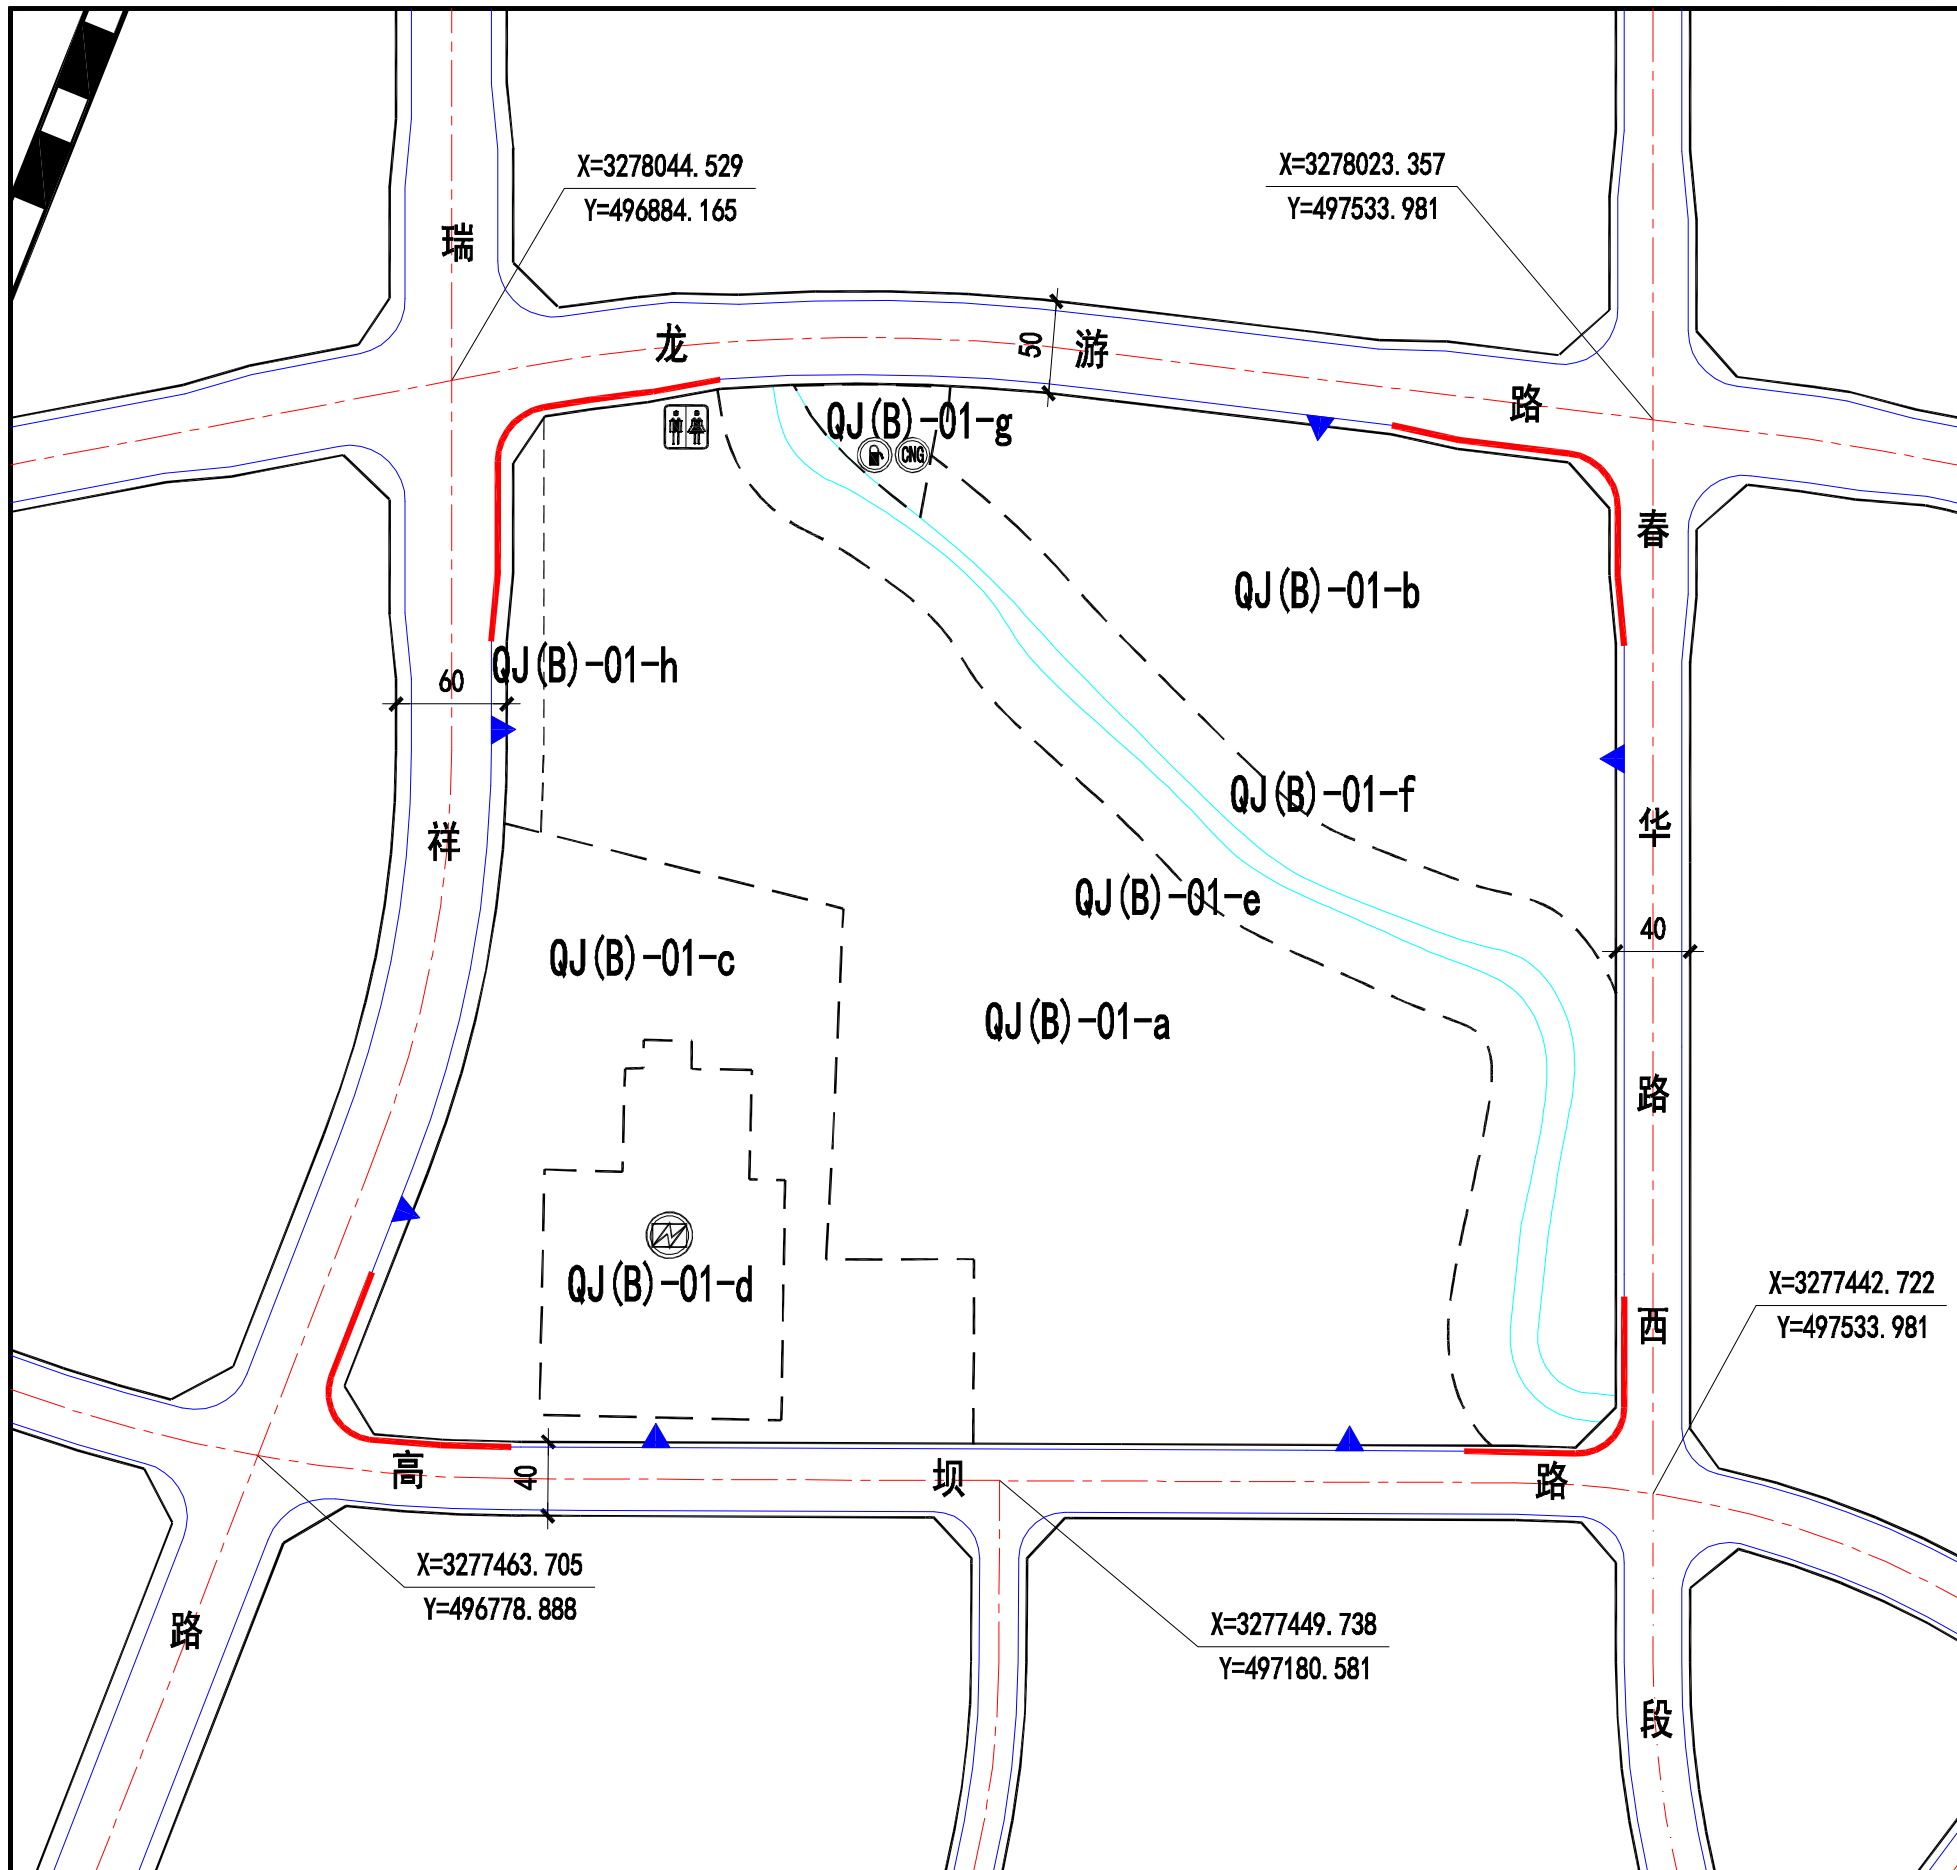 X=3278044.529
Y=496884.165
X=3278023.357
Y=497533.981
瑞
龙
50
游
路
QJ(B)-01-g
CNG
春
QJ(B)-01-b
QJ(B)-01-h
60
QJ(B)-01-f
祥
华
QJ(B)-01-e
40
QJ(B)-01-c
QJ(B)-01-a
路
QJ(B)-01-d
X=3277442.722
Y=497533.981
西
高
40
坝
路
X=3277463.705
Y=496778.888
路
X=3277449.738
Y=497180.581
段